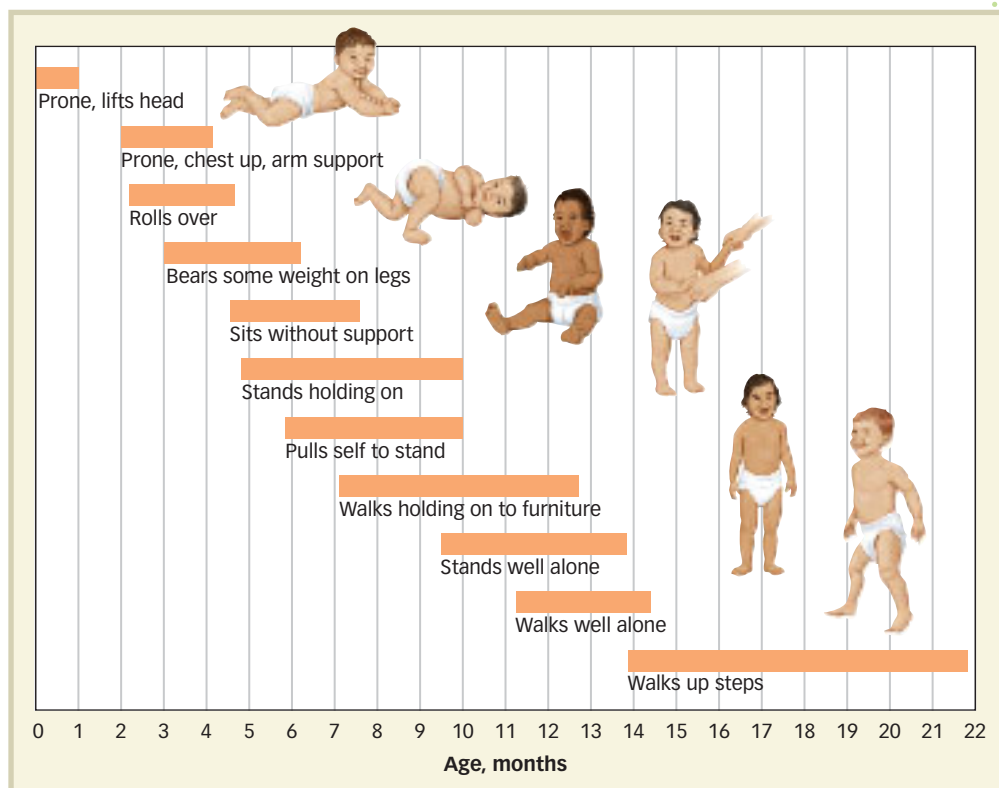 Prone, lifts head
Prone, chest up, arm support
Rolls over
Bears some weight on legs
Sits without support
Stands holding on
Pulls self to stand
Walks holding on to furniture
Stands well alone
Walks well alone
Walks up steps
0 1 2 3 4 5 6 7 8 9 10 11 12 13 14 15 16 17 18 19 20 21 22
Age, months